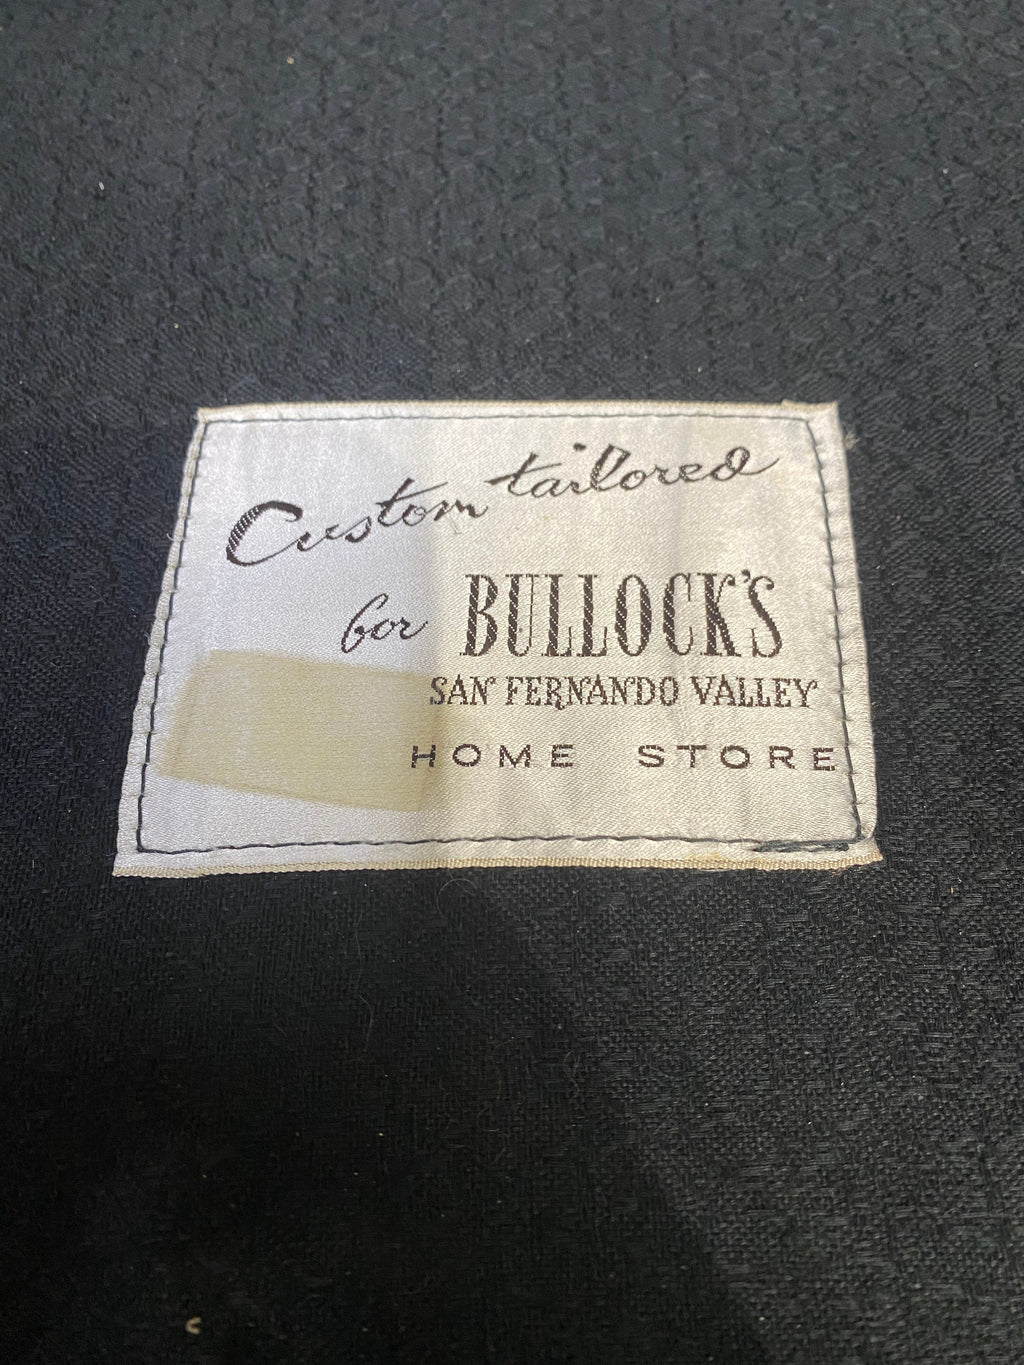 Custom tailored
for BULLOCK'S
SAN FERNANDO VALLEY
HOME STORE